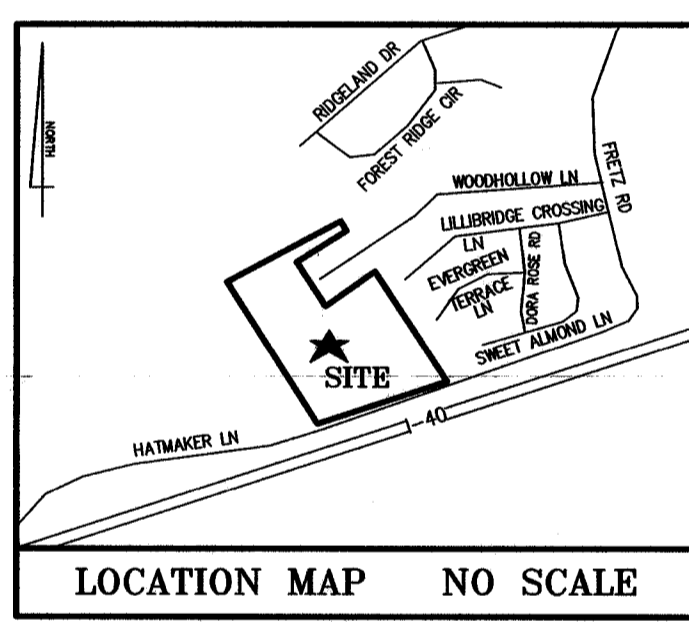 RIDGELAND DR
FOREST RIDGE CIR
NORTH
FRETZ RD
WOODHOLLOW LN
LILLIBRIDGE CROSSING
EVERGREEN
LN
TERRACE
LN
DORA ROSE RD
SWEET ALMOND LN
SITE
I-40
HATMAKER LN
LOCATION MAP NO SCALE